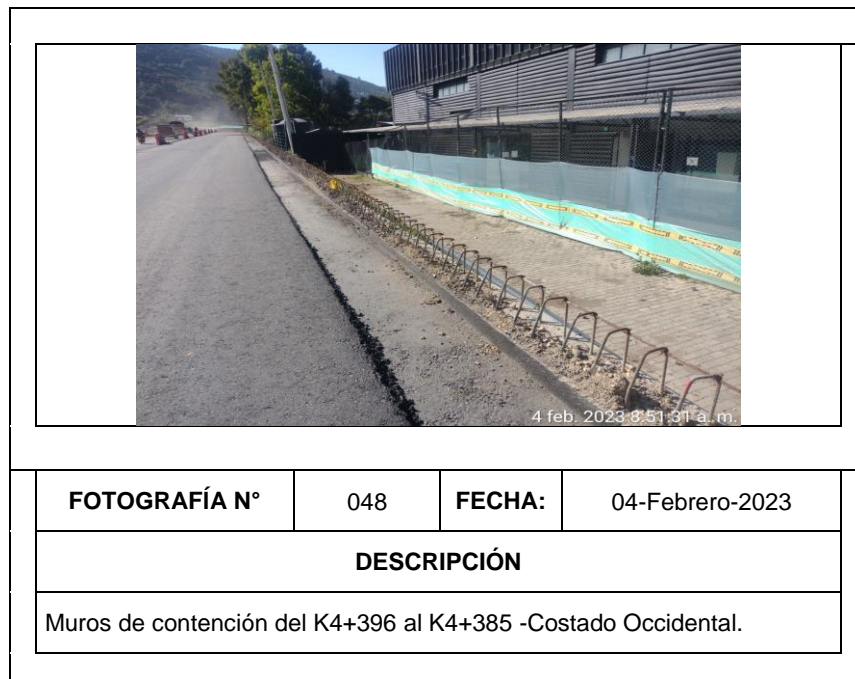 4 feb. 2023 8:51:31 a. m.
FOTOGRAFÍA N° 048 FECHA: 04-Febrero-2023
DESCRIPCIÓN
Muros de contención del K4+396 al K4+385 -Costado Occidental.